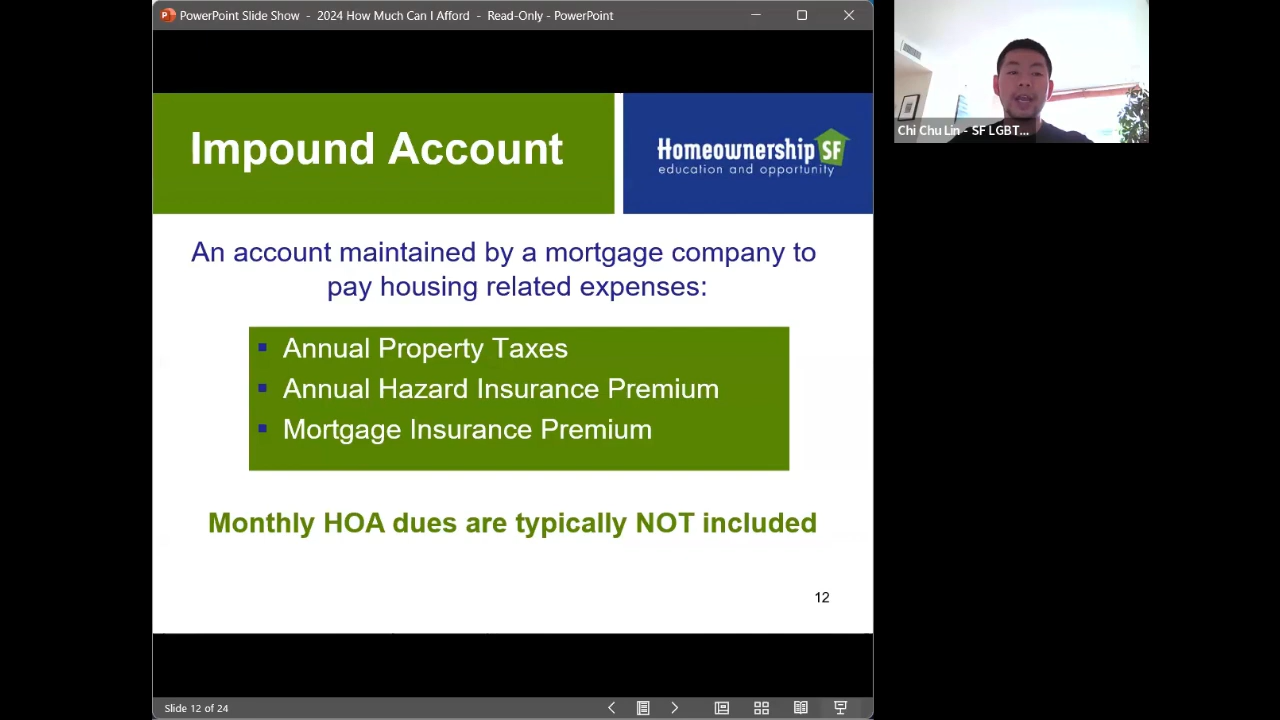 PowerPoint Slide Show - 2024 How Much Can I Afford - Read-Only - PowerPoint
Impound Account
Homeownership SF
education and opportunity
An account maintained by a mortgage company to
pay housing related expenses:
▪ Annual Property Taxes
▪ Annual Hazard Insurance Premium
▪ Mortgage Insurance Premium
Monthly HOA dues are typically NOT included
12
Slide 12 of 24
Chi Chu Lin - SF LGBT...